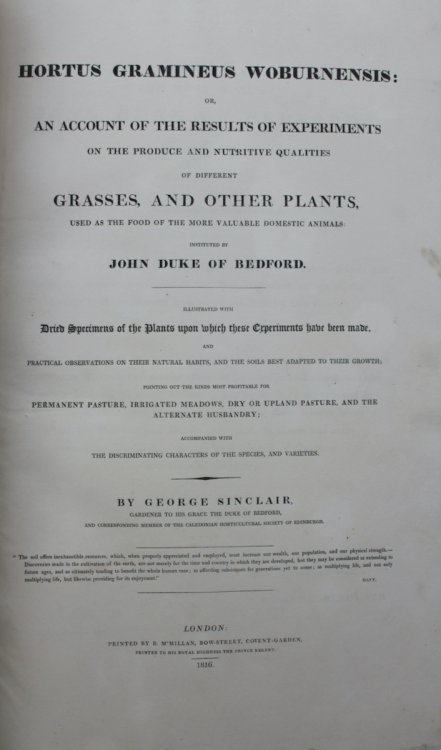 HORTUS GRAMINEUS WOBURNENSIS:
OR,
AN ACCOUNT OF THE RESULTS OF EXPERIMENTS
ON THE PRODUCE AND NUTRITIVE QUALITIES
OF DIFFERENT
GRASSES, AND OTHER PLANTS,
USED AS THE FOOD OF THE MORE VALUABLE DOMESTIC ANIMALS:
INSTITUTED BY
JOHN DUKE OF BEDFORD.
ILLUSTRATED WITH
Dried Specimens of the Plants upon which these Experiments have been made,
AND
PRACTICAL OBSERVATIONS ON THEIR NATURAL HABITS, AND THE SOILS BEST ADAPTED TO THEIR GROWTH;
POINTING OUT THE KINDS MOST PROFITABLE FOR
PERMANENT PASTURE, IRRIGATED MEADOWS, DRY OR UPLAND PASTURE, AND THE
ALTERNATE HUSBANDRY;
ACCOMPANIED WITH
THE DISCRIMINATING CHARACTERS OF THE SPECIES, AND VARIETIES.
BY GEORGE SINCLAIR,
GARDENER TO HIS GRACE THE DUKE OF BEDFORD,
AND CORRESPONDING MEMBER OF THE CALEDONIAN HORTICULTURAL SOCIETY OF EDINBURGH.
"The soil offers inexhaustible resources, which, when properly appreciated and employed, must increase our wealth, our population, and our physical strength.—
Discoveries made in the cultivation of the earth, are not merely for the time and country in which they are developed, but they may be considered as extending to
future ages, and as ultimately tending to benefit the whole human race; as affording subsistence for generations yet to come; as multiplying life, and not only
multiplying life, but likewise providing for its enjoyment." DAVY.
LONDON:
PRINTED BY B. M'MILLAN, BOW-STREET, COVENT-GARDEN,
PRINTER TO HIS ROYAL HIGHNESS THE PRINCE REGENT.
1816.